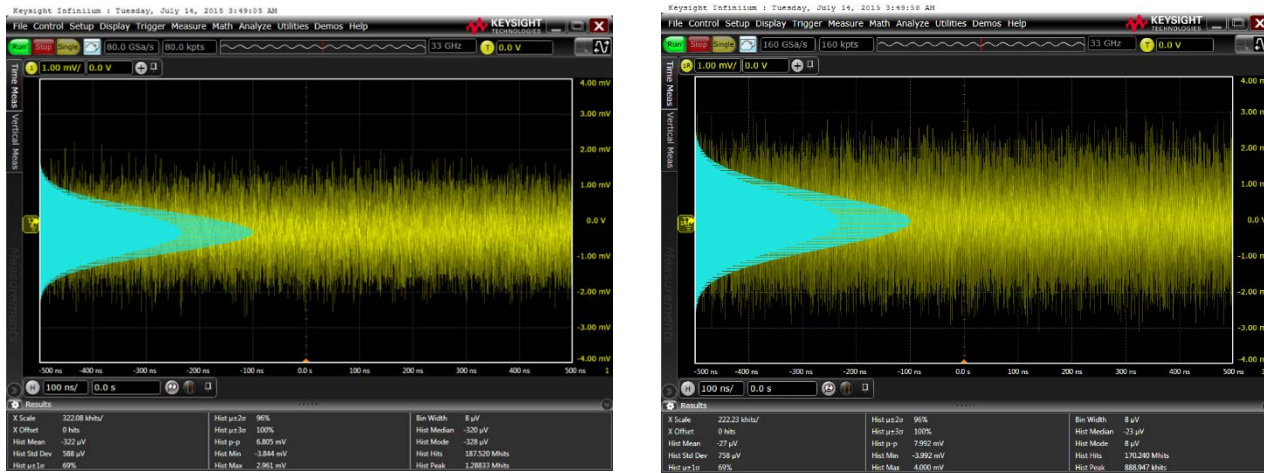 Keysight Infiniium : Tuesday, July 14, 2015 3:49:05 AM
File Control Setup Display Trigger Measure Math Analyze Utilities Demos Help
KEYSIGHT
TECHNOLOGIES
Run Stop Single 80.0 GSa/s 80.0 kpts 33 GHz T 0.0 V
1 1.00 mV/ 0.0 V
Time Meas
Vertical Meas
Measurements
4.00 mV
3.00 mV
2.00 mV
1.00 mV
0.0 V
-1.00 mV
-2.00 mV
-3.00 mV
-4.00 mV
-500 ns -400 ns -300 ns -200 ns -100 ns 0.0 s 100 ns 200 ns 300 ns 400 ns 500 ns 1
H 100 ns/ 0.0 s
Results
X Scale 322.08 khits/ Hist µ±2σ 96% Bin Width 8 µV
X Offset 0 hits Hist µ±3σ 100% Hist Median -320 µV
Hist Mean -322 µV Hist p-p 6.805 mV Hist Mode -328 µV
Hist Std Dev 588 µV Hist Min -3.844 mV Hist Hits 187.520 Mhits
Hist µ±1σ 69% Hist Max 2.961 mV Hist Peak 1.28833 Mhits
Keysight Infiniium : Tuesday, July 14, 2015 3:49:58 AM
File Control Setup Display Trigger Measure Math Analyze Utilities Demos Help
KEYSIGHT
TECHNOLOGIES
Run Stop Single 160 GSa/s 160 kpts 33 GHz T 0.0 V
1R 1.00 mV/ 0.0 V
Time Meas
Vertical Meas
Measurements
4.00 m
3.00 m
2.00 m
1.00 m
0.0 V
-1.00 m
-2.00 m
-3.00 m
-4.00 m
-500 ns -400 ns -300 ns -200 ns -100 ns 0.0 s 100 ns 200 ns 300 ns 400 ns 500 ns
H 100 ns/ 0.0 s
Results
X Scale 222.23 khits/ Hist µ±2σ 96% Bin Width 8 µV
X Offset 0 hits Hist µ±3σ 100% Hist Median -23 µV
Hist Mean -27 µV Hist p-p 7.992 mV Hist Mode 8 µV
Hist Std Dev 758 µV Hist Min -3.992 mV Hist Hits 170.240 Mhits
Hist µ±1σ 69% Hist Max 4.000 mV Hist Peak 888.947 khits